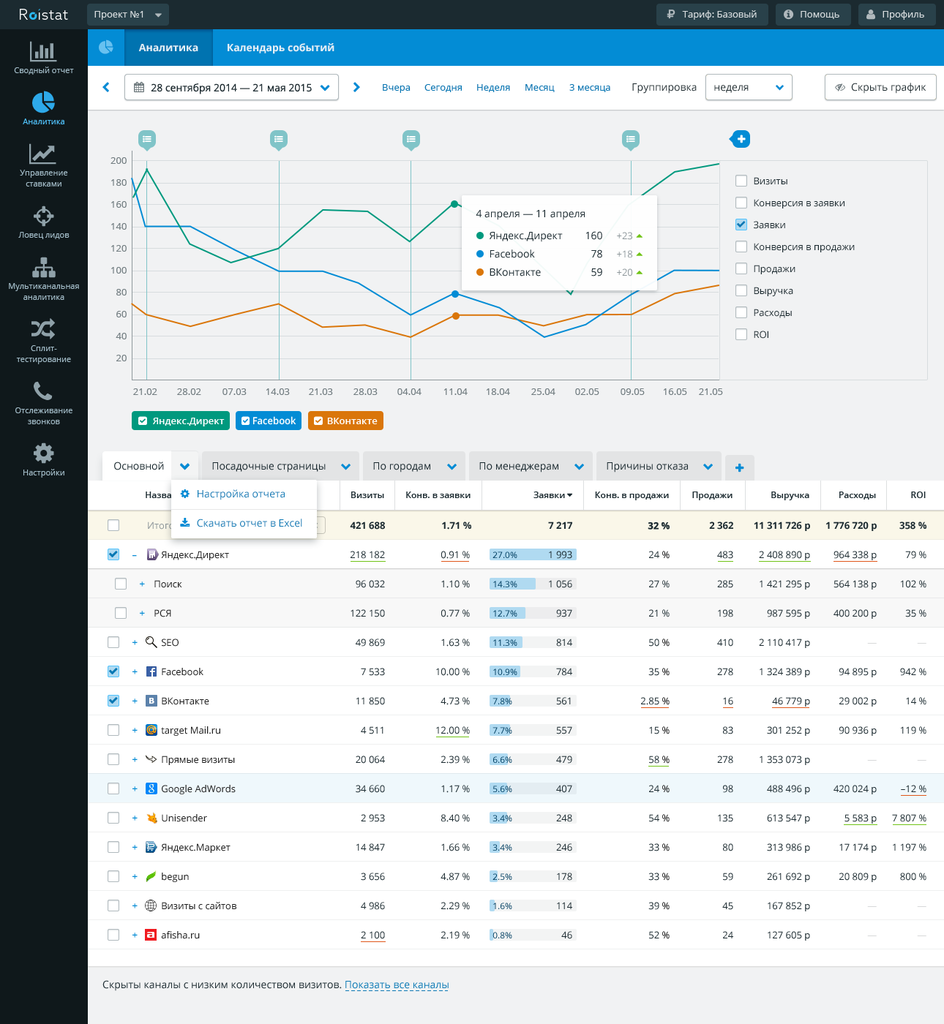 Roistat Проект №1 Тариф: Базовый Помощь Профиль
Аналитика Календарь событий
28 сентября 2014 — 21 мая 2015 Вчера Сегодня Неделя Месяц 3 месяца Группировка неделя Скрыть график
Сводный отчет
Аналитика
Управление
ставками
Ловец лидов
Мультиканальная
аналитика
Сплит-
тестирование
Отслеживание
звонков
Настройки
200
180
160
140
120
100
80
60
40
20
21.02 28.02 07.03 14.03 21.03 28.03 04.04 11.04 18.04 25.04 02.05 09.05 16.05 21.05
4 апреля — 11 апреля
Яндекс.Директ 160 +23
Facebook 78 +18
ВКонтакте 59 +20
Визиты
Конверсия в заявки
Заявки
Конверсия в продажи
Продажи
Выручка
Расходы
ROI
Яндекс.Директ Facebook ВКонтакте
Основной Посадочные страницы По городам По менеджерам Причины отказа
Настройка отчета
Скачать отчет в Excel
Назва Визиты Конв. в заявки Заявки Конв. в продажи Продажи Выручка Расходы ROI
Итого 421 688 1.71 % 7 217 32 % 2 362 11 311 726 р 1 776 720 р 358 %
Яндекс.Директ 218 182 0.91 % 27.0% 1 993 24 % 483 2 408 890 р 964 338 р 79 %
Поиск 96 032 1.10 % 14.3% 1 056 27 % 285 1 421 295 р 564 138 р 102 %
РСЯ 122 150 0.77 % 12.7% 937 21 % 198 987 595 р 400 200 р 35 %
SEO 49 869 1.63 % 11.3% 814 50 % 410 2 110 417 р — —
Facebook 7 533 10.00 % 10.9% 784 35 % 278 1 324 389 р 94 895 р 942 %
ВКонтакте 11 850 4.73 % 7.8% 561 2.85 % 16 46 779 р 29 002 р 14 %
target Mail.ru 4 511 12.00 % 7.7% 557 15 % 83 301 252 р 90 936 р 119 %
Прямые визиты 20 064 2.39 % 6.6% 479 58 % 278 1 353 073 р — —
Google AdWords 34 660 1.17 % 5.6% 407 24 % 98 488 496 р 420 024 р –12 %
Unisender 2 953 8.40 % 3.4% 248 54 % 135 613 547 р 5 583 р 7 807 %
Яндекс.Маркет 14 847 1.66 % 3.4% 246 33 % 80 313 986 р 17 174 р 1 197 %
begun 3 656 4.87 % 2.5% 178 33 % 59 261 692 р 20 809 р 800 %
Визиты с сайтов 4 986 2.29 % 1.6% 114 39 % 45 167 852 р — —
afisha.ru 2 100 2.19 % 0.8% 46 52 % 24 127 605 р — —
Скрыты каналы с низким количеством визитов. Показать все каналы